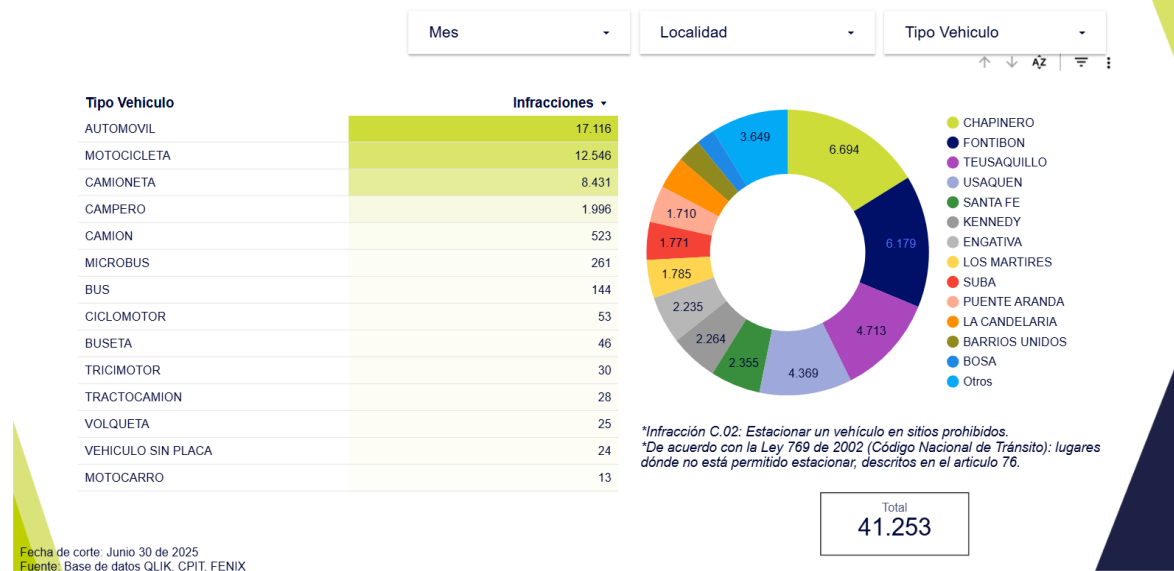 Mes
Localidad
Tipo Vehiculo
Tipo Vehiculo Infracciones
AUTOMOVIL 17.116
MOTOCICLETA 12.546
CAMIONETA 8.431
CAMPERO 1.996
CAMION 523
MICROBUS 261
BUS 144
CICLOMOTOR 53
BUSETA 46
TRICIMOTOR 30
TRACTOCAMION 28
VOLQUETA 25
VEHICULO SIN PLACA 24
MOTOCARRO 13
6.694
6.179
4.713
4.369
2.355
2.264
2.235
1.785
1.771
1.710
3.649
CHAPINERO
FONTIBON
TEUSAQUILLO
USAQUEN
SANTA FE
KENNEDY
ENGATIVA
LOS MARTIRES
SUBA
PUENTE ARANDA
LA CANDELARIA
BARRIOS UNIDOS
BOSA
Otros
*Infracción C.02: Estacionar un vehículo en sitios prohibidos.
*De acuerdo con la Ley 769 de 2002 (Código Nacional de Tránsito): lugares
dónde no está permitido estacionar, descritos en el articulo 76.
Total
41.253
Fecha de corte: Junio 30 de 2025
Fuente: Base de datos QLIK, CPIT, FENIX